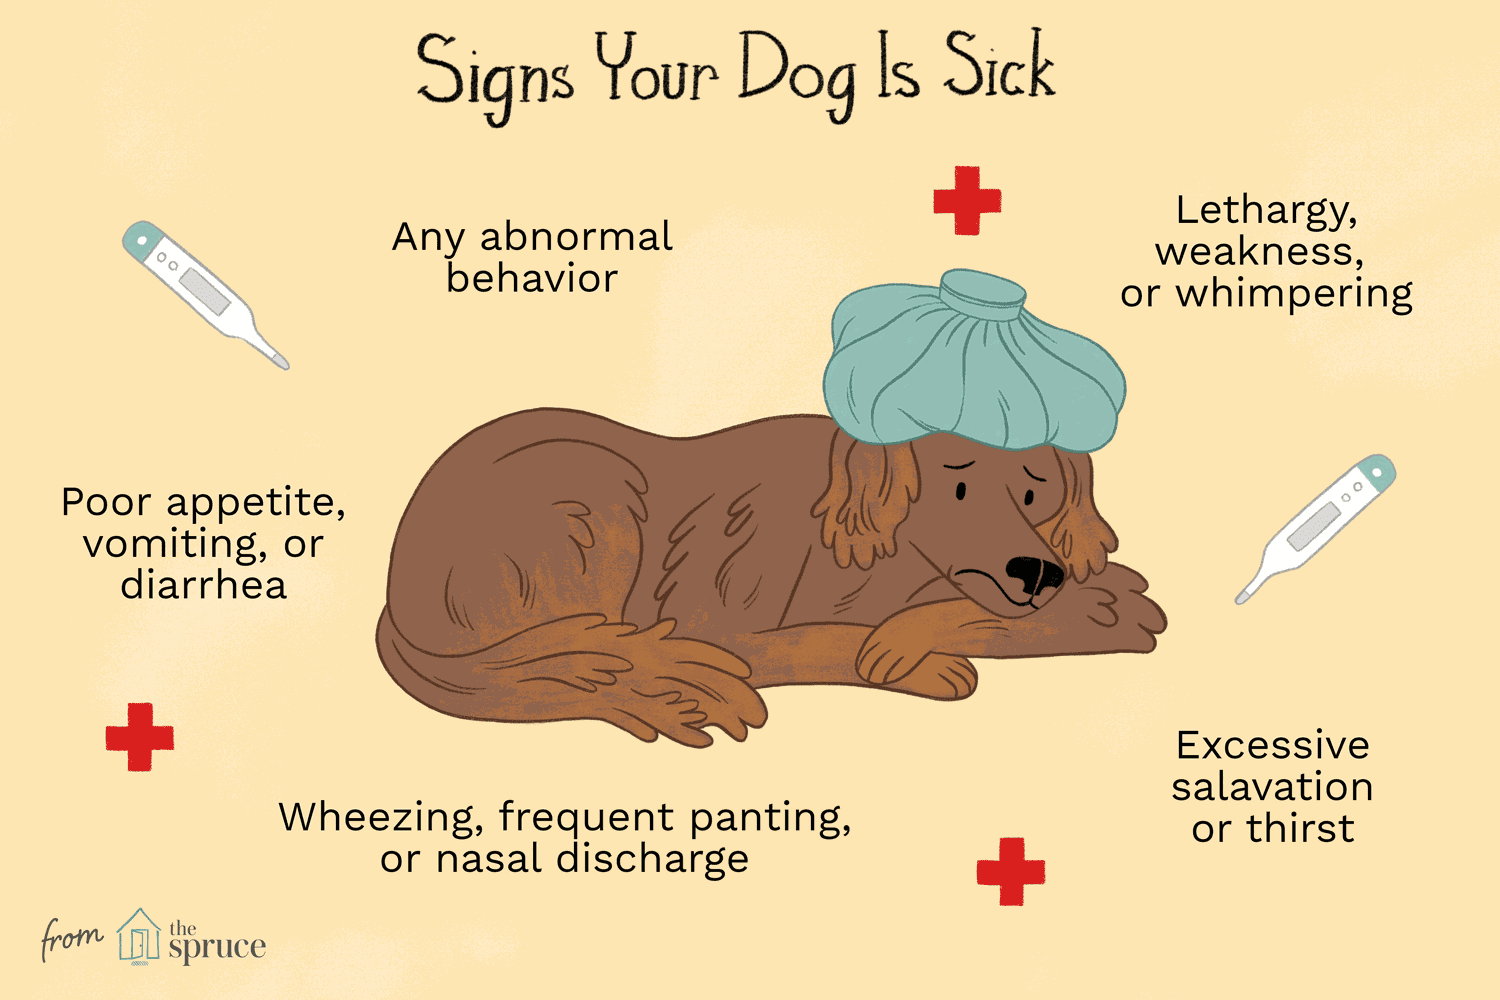 Signs Your Dog Is Sick
Any abnormal
behavior
Lethargy,
weakness,
or whimpering
Poor appetite,
vomiting, or
diarrhea
Excessive
salavation
or thirst
Wheezing, frequent panting,
or nasal discharge
from the
spruce